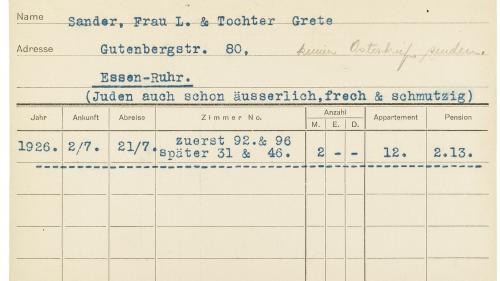 Name Sander, Frau L. & Tochter Grete
Adresse Gutenbergstr. 80, keinen Osterbrief senden.
Essen-Ruhr.
(Juden auch schon äusserlich,frech & schmutzig)
Jahr Ankunft Abreise Zimmer No. Anzahl Appartement Pension
M. E. D.
1926. 2/7. 21/7. zuerst 92.& 96
später 31 & 46. 2 - - 12. 2.13.